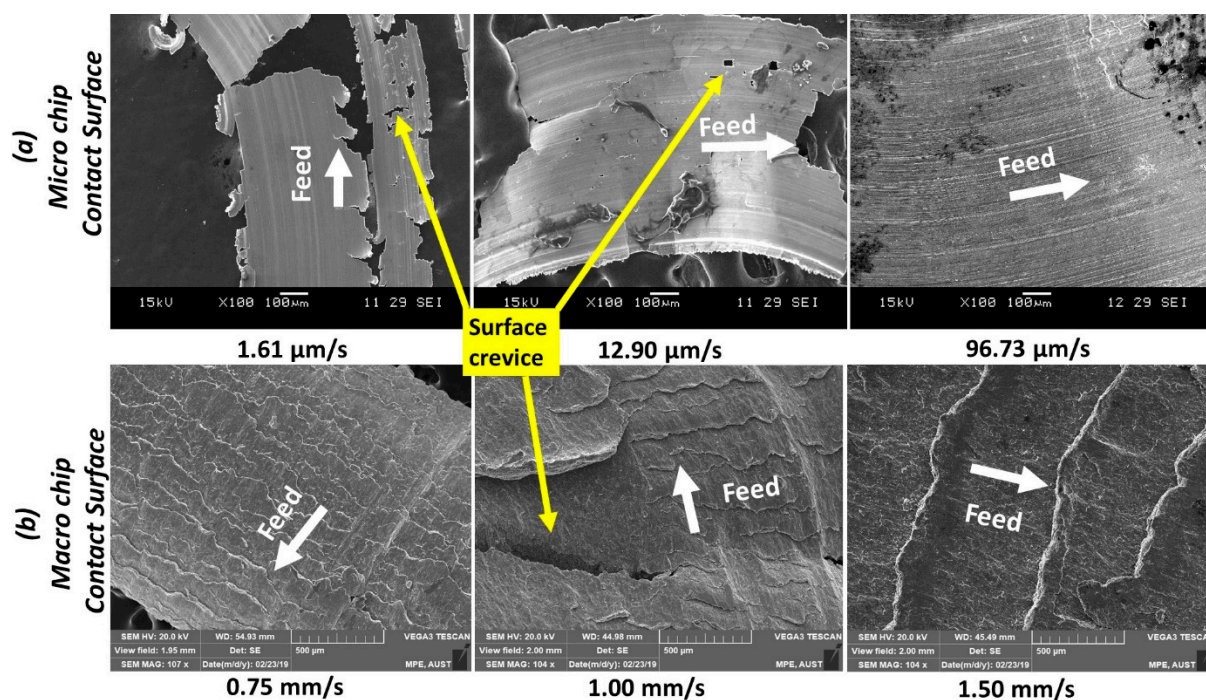 (a)
Micro chip
Contact Surface
Feed
Feed
Feed
15kV X100 100μm 11 29 SEI
15kV X100 100μm 11 29 SEI
15kV X100 100μm 12 29 SEI
1.61 μm/s
Surface
crevice
12.90 μm/s
96.73 μm/s
(b)
Macro chip
Contact Surface
Feed
Feed
Feed
SEM HV: 20.0 kV WD: 54.93 mm VEGA3 TESCAN
View field: 1.95 mm Det: SE 500 μm
SEM MAG: 107 x Date(m/d/y): 02/23/19 MPE, AUST
SEM HV: 20.0 kV WD: 44.98 mm VEGA3 TESCAN
View field: 2.00 mm Det: SE 500 μm
SEM MAG: 104 x Date(m/d/y): 02/23/19 MPE, AUST
SEM HV: 20.0 kV WD: 45.49 mm VEGA3 TESCAN
View field: 2.00 mm Det: SE 500 μm
SEM MAG: 104 x Date(m/d/y): 02/23/19 MPE, AUST
0.75 mm/s
1.00 mm/s
1.50 mm/s